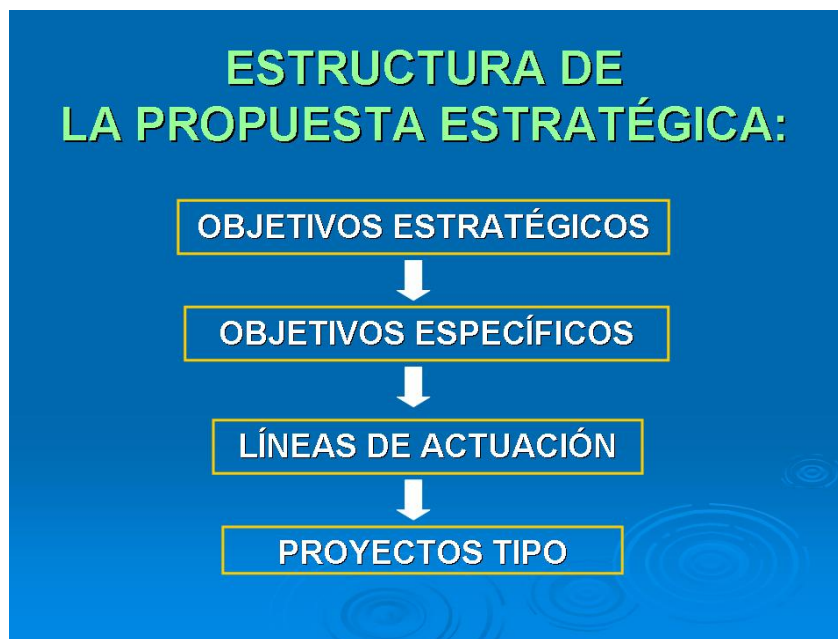 ESTRUCTURA DE
LA PROPUESTA ESTRATÉGICA:
OBJETIVOS ESTRATÉGICOS
OBJETIVOS ESPECÍFICOS
LÍNEAS DE ACTUACIÓN
PROYECTOS TIPO